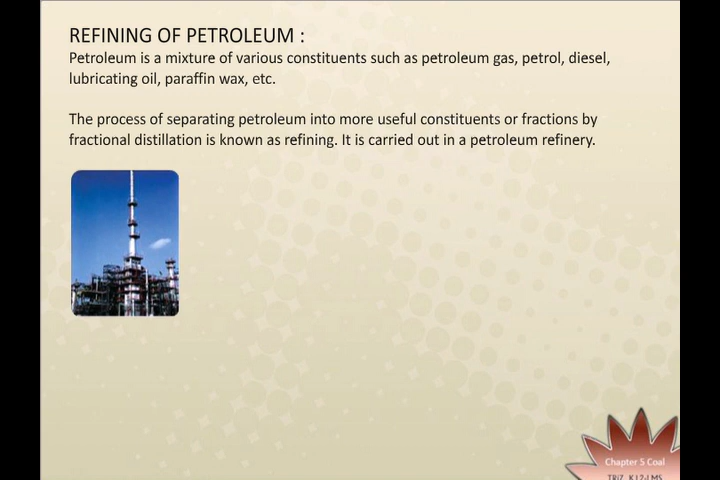 REFINING OF PETROLEUM :
Petroleum is a mixture of various constituents such as petroleum gas, petrol, diesel,
lubricating oil, paraffin wax, etc.
The process of separating petroleum into more useful constituents or fractions by
fractional distillation is known as refining. It is carried out in a petroleum refinery.
Chapter 5 Coal